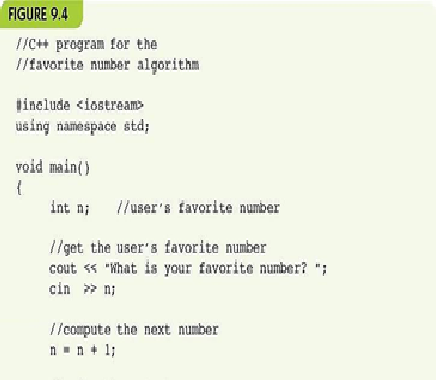 FIGURE 9.4
//C++ program for the
//favorite number algorithm
#include <iostream>
using namespace std;
void main()
{
int n; //user's favorite number
//get the user's favorite number
cout << "What is your favorite number? ";
cin >> n;
//compute the next number
n = n + 1;